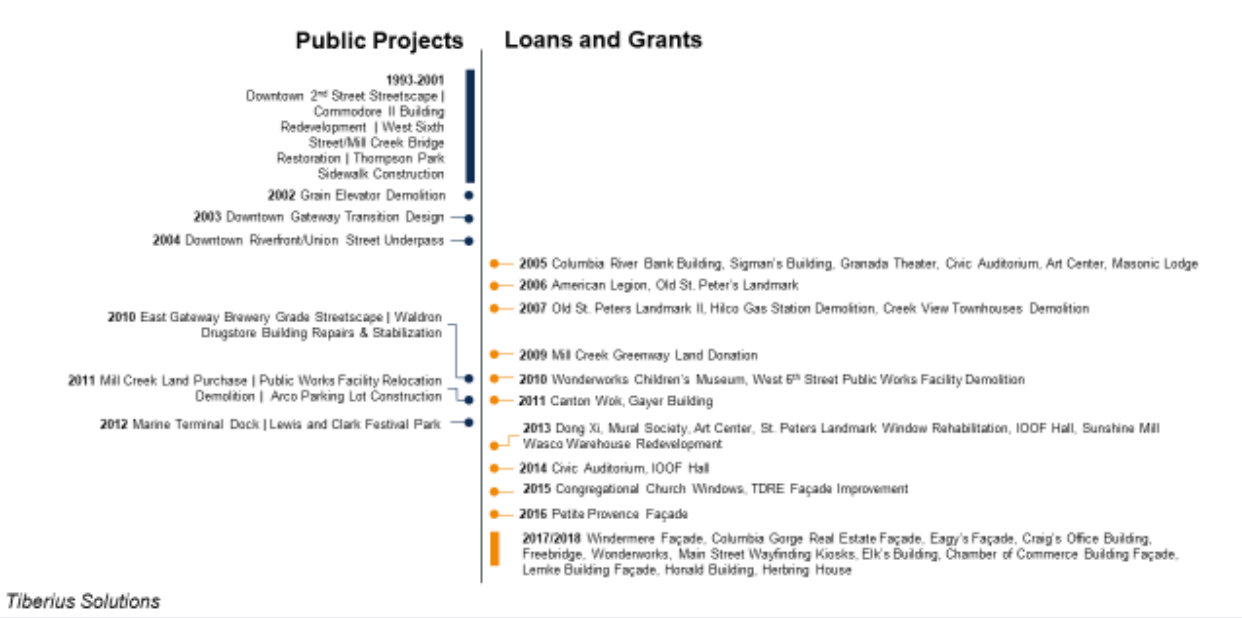 Public Projects
Loans and Grants
1993-2001
Downtown 2nd Street Streetscape |
Commodore II Building
Redevelopment | West Sixth
Street/Mill Creek Bridge
Restoration | Thompson Park
Sidewalk Construction
2002 Grain Elevator Demolition
2003 Downtown Gateway Transition Design
2004 Downtown Riverfront/Union Street Underpass
2010 East Gateway Brewery Grade Streetscape | Waldron
Drugstore Building Repairs & Stabilization
2011 Mill Creek Land Purchase | Public Works Facility Relocation
Demolition | Arco Parking Lot Construction
2012 Marine Terminal Dock | Lewis and Clark Festival Park
2005 Columbia River Bank Building, Sigman's Building, Granada Theater, Civic Auditorium, Art Center, Masonic Lodge
2006 American Legion, Old St. Peter's Landmark
2007 Old St. Peters Landmark II, Hilco Gas Station Demolition, Creek View Townhouses Demolition
2009 Mill Creek Greenway Land Donation
2010 Wonderworks Children's Museum, West 6th Street Public Works Facility Demolition
2011 Canton Wok, Gayer Building
2013 Dong Xi, Mural Society, Art Center, St. Peters Landmark Window Rehabilitation, IOOF Hall, Sunshine Mill
Wasco Warehouse Redevelopment
2014 Civic Auditorium, IOOF Hall
2015 Congregational Church Windows, TDRE Façade Improvement
2016 Petite Provence Façade
2017/2018 Windermere Façade, Columbia Gorge Real Estate Façade, Eagy's Façade, Craig's Office Building,
Freebridge, Wonderworks, Main Street Wayfinding Kiosks, Elk's Building, Chamber of Commerce Building Façade,
Lemke Building Façade, Honald Building, Herbring House
Tiberius Solutions